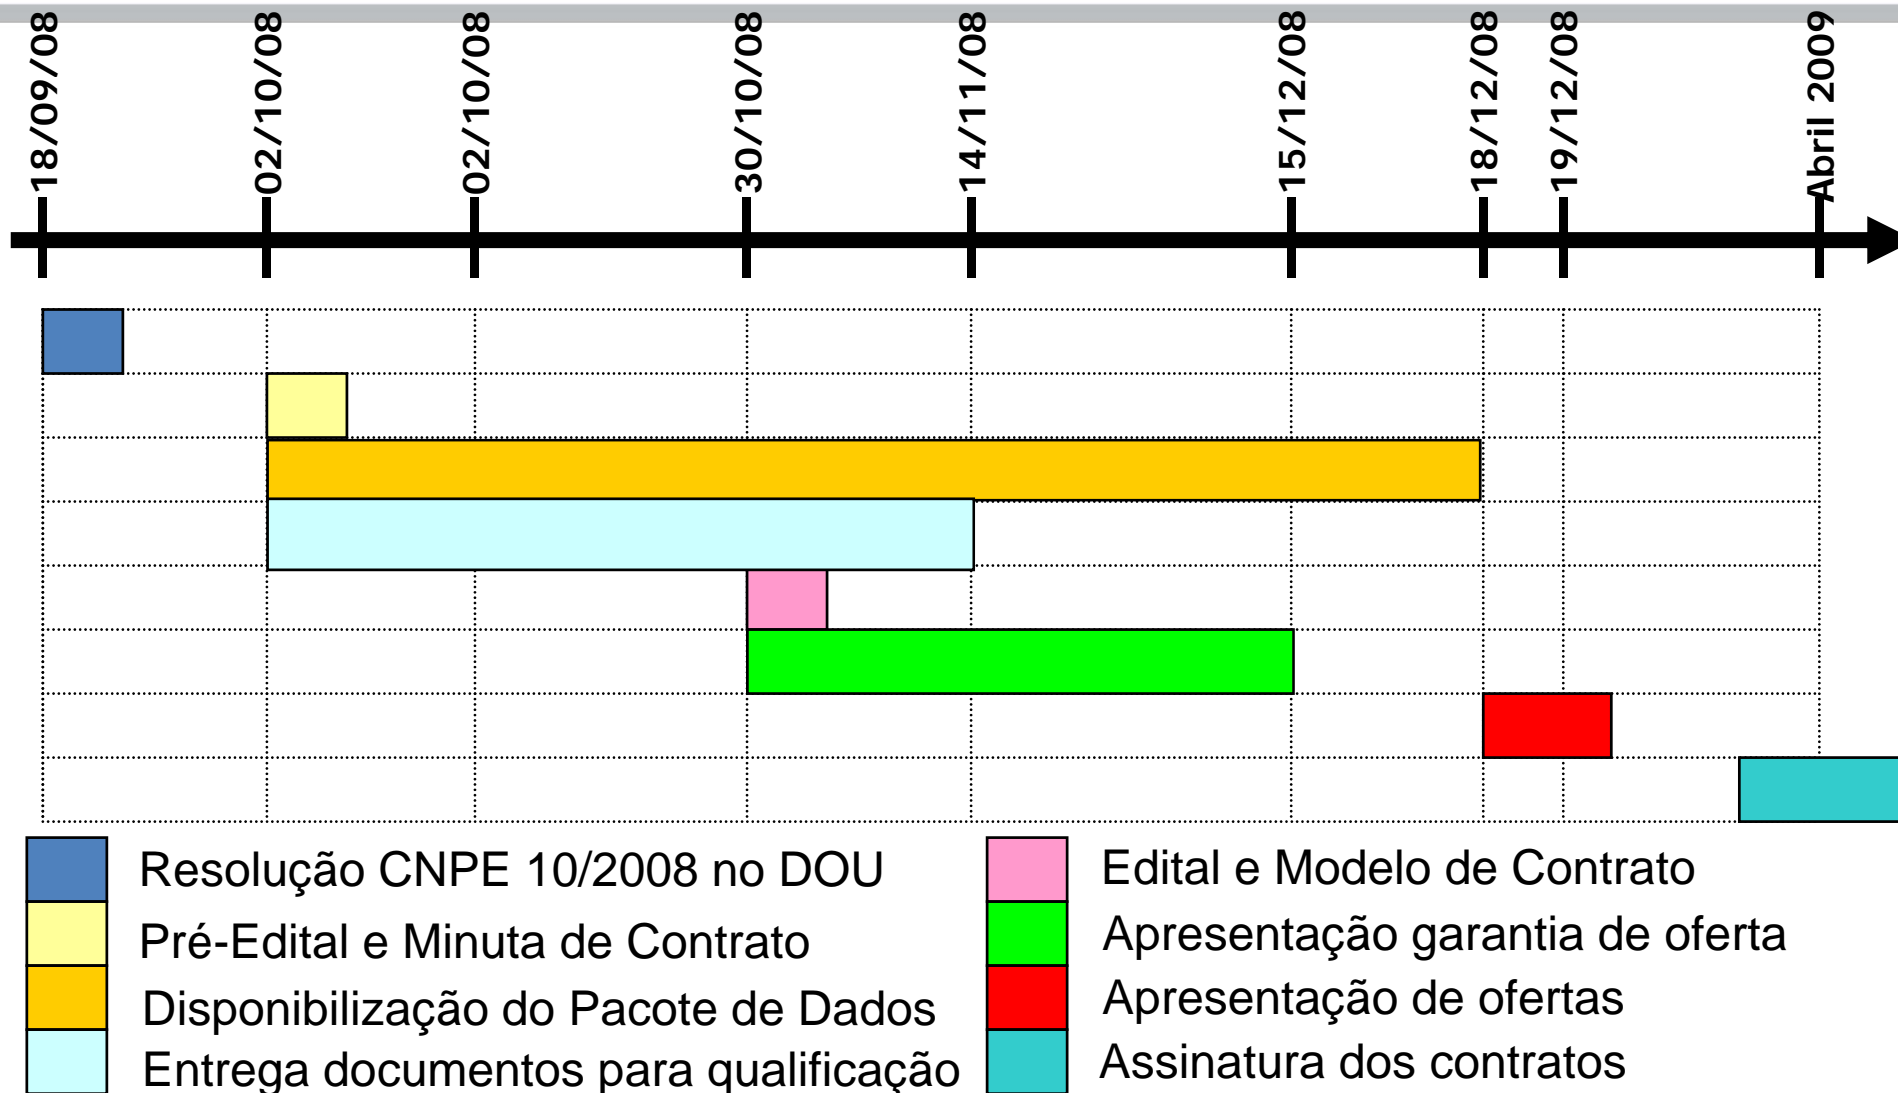 18/09/08
02/10/08
02/10/08
30/10/08
14/11/08
15/12/08
18/12/08
19/12/08
Abril 2009
Resolução CNPE 10/2008 no DOU
Pré-Edital e Minuta de Contrato
Disponibilização do Pacote de Dados
Entrega documentos para qualificação
Edital e Modelo de Contrato
Apresentação garantia de oferta
Apresentação de ofertas
Assinatura dos contratos